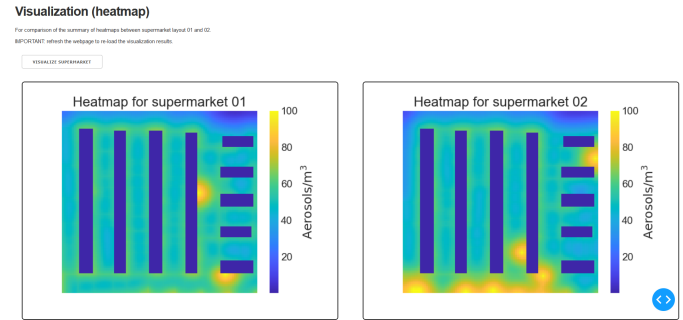 Visualization (heatmap)
For comparison of the summary of heatmaps between supermarket layout 01 and 02.
IMPORTANT: refresh the webpage to re-load the visualization results.
VISUALIZE SUPERMARKET
Heatmap for supermarket 01
100
80
60
40
20
Aerosols/m³
Heatmap for supermarket 02
100
80
60
40
20
Aerosols/m³